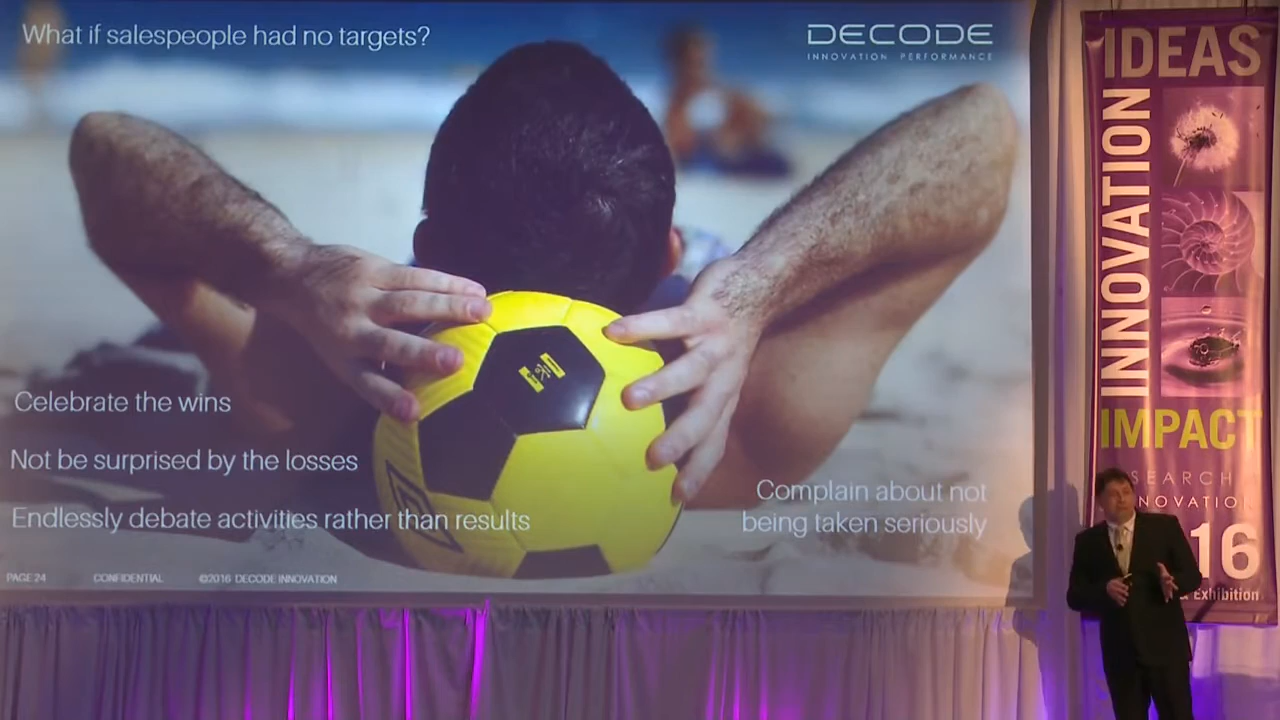 What if salespeople had no targets?
DECODE
INNOVATION PERFORMANCE
Celebrate the wins
Not be surprised by the losses
Endlessly debate activities rather than results
Complain about not
being taken seriously
PAGE 24 CONFIDENTIAL ©2016 DECODE INNOVATION
IDEAS
INNOVATION
IMPACT
SEARCH
NOVATIO
16
& Exhibition